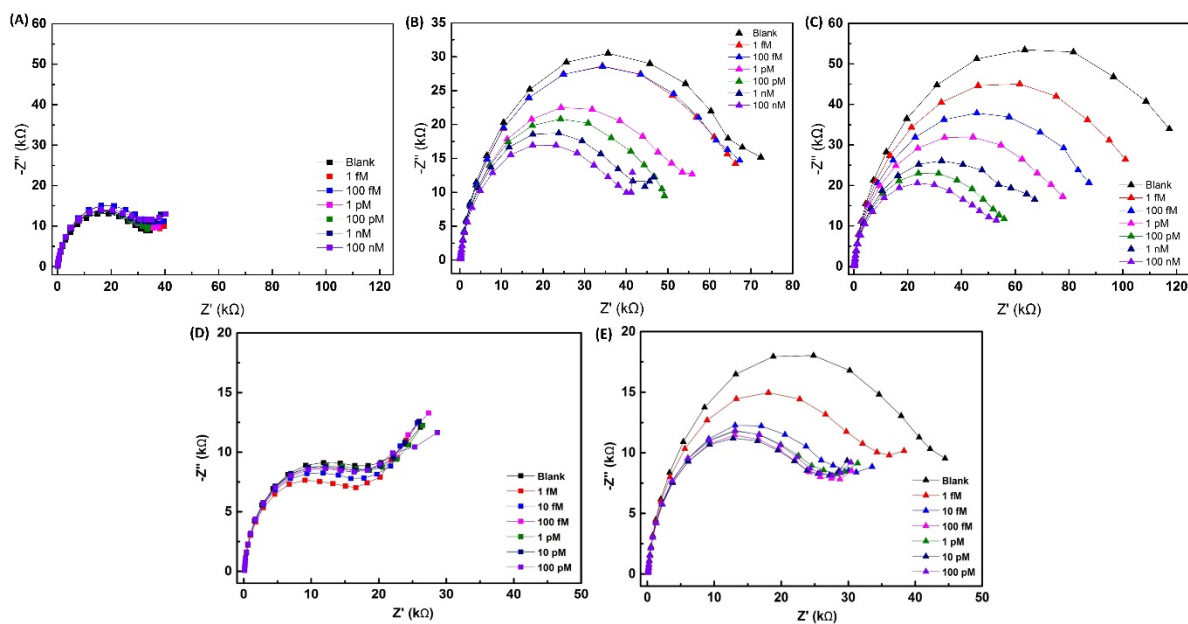 (A)
60
50
40
30
20
10
0
-Z" (kΩ)
0 20 40 60 80 100 120
Z' (kΩ)
Blank
1 fM
100 fM
1 pM
100 pM
1 nM
100 nM
(B)
35
30
25
20
15
10
5
0
-Z" (kΩ)
0 10 20 30 40 50 60 70 80
Z' (kΩ)
Blank
1 fM
100 fM
1 pM
100 pM
1 nM
100 nM
(C)
60
50
40
30
20
10
0
-Z" (kΩ)
0 20 40 60 80 100 120
Z' (kΩ)
Blank
1 fM
100 fM
1 pM
100 pM
1 nM
100 nM
(D)
20
15
10
5
0
-Z" (kΩ)
0 10 20 30 40 50
Z' (kΩ)
Blank
1 fM
10 fM
100 fM
1 pM
10 pM
100 pM
(E)
20
15
10
5
0
-Z" (kΩ)
0 10 20 30 40 50
Z' (kΩ)
Blank
1 fM
10 fM
100 fM
1 pM
10 pM
100 pM